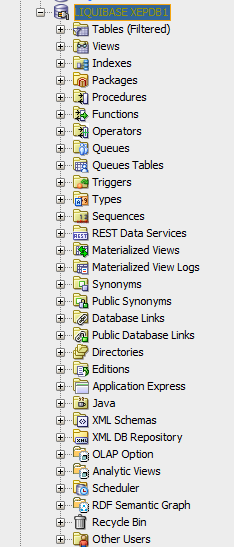 LIQUIBASE XEPDB1
Tables (Filtered)
Views
Indexes
Packages
Procedures
Functions
Operators
Queues
Queues Tables
Triggers
Types
Sequences
REST Data Services
Materialized Views
Materialized View Logs
Synonyms
Public Synonyms
Database Links
Public Database Links
Directories
Editions
Application Express
Java
XML Schemas
XML DB Repository
OLAP Option
Analytic Views
Scheduler
RDF Semantic Graph
Recycle Bin
Other Users